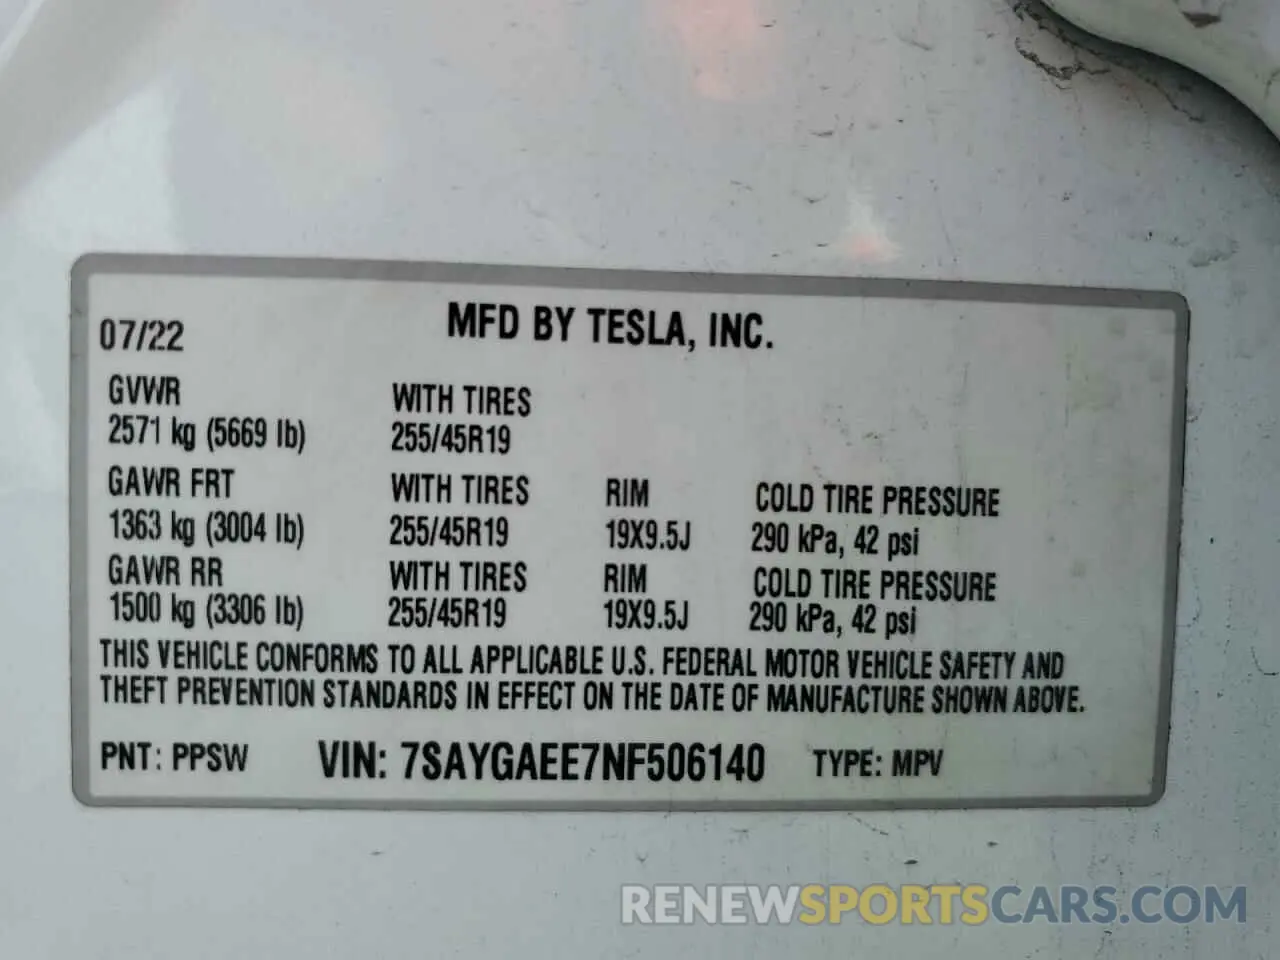 07/22 MFD BY TESLA, INC.
GVWR WITH TIRES
2571 kg (5669 lb) 255/45R19
GAWR FRT WITH TIRES RIM COLD TIRE PRESSURE
1363 kg (3004 lb) 255/45R19 19X9.5J 290 kPa, 42 psi
GAWR RR WITH TIRES RIM COLD TIRE PRESSURE
1500 kg (3306 lb) 255/45R19 19X9.5J 290 kPa, 42 psi
THIS VEHICLE CONFORMS TO ALL APPLICABLE U.S. FEDERAL MOTOR VEHICLE SAFETY AND
THEFT PREVENTION STANDARDS IN EFFECT ON THE DATE OF MANUFACTURE SHOWN ABOVE.
PNT: PPSW VIN: 7SAYGAEE7NF506140 TYPE: MPV
RENEWSPORTSCARS.COM